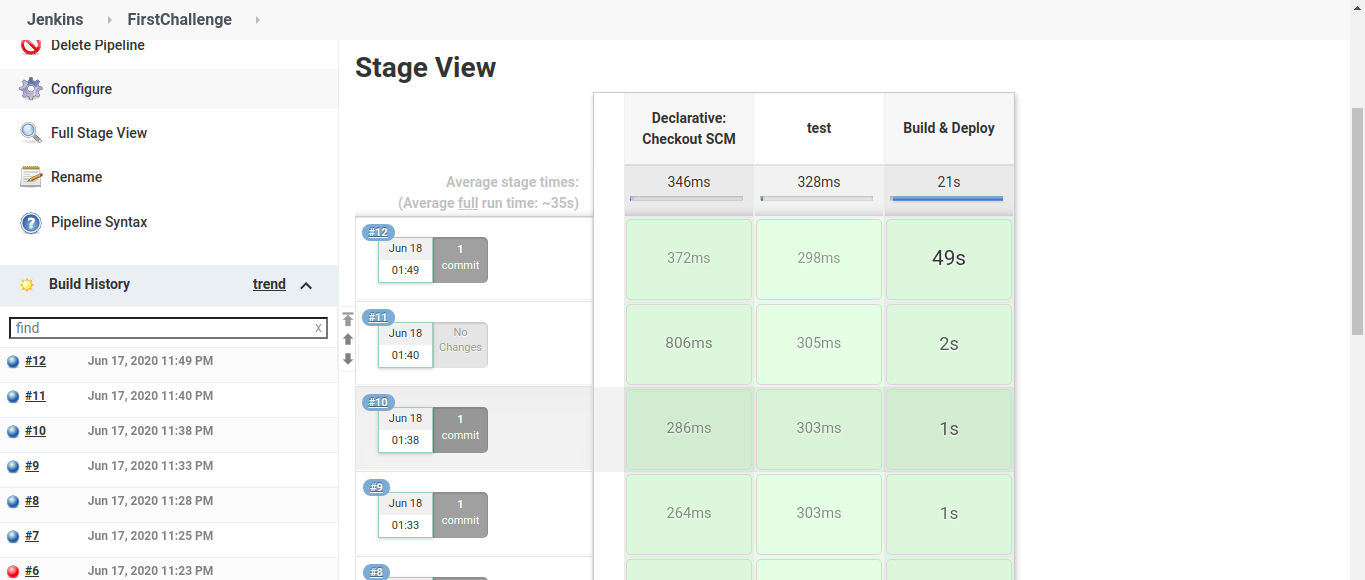 Jenkins FirstChallenge
Delete Pipeline
Configure
Full Stage View
Rename
Pipeline Syntax
Build History trend
find x
#12 Jun 17, 2020 11:49 PM
#11 Jun 17, 2020 11:40 PM
#10 Jun 17, 2020 11:38 PM
#9 Jun 17, 2020 11:33 PM
#8 Jun 17, 2020 11:28 PM
#7 Jun 17, 2020 11:25 PM
#6 Jun 17, 2020 11:23 PM
Stage View
Declarative:
Checkout SCM
test
Build & Deploy
Average stage times:
(Average full run time: ~35s)
346ms 328ms 21s
#12
Jun 18
01:49
1
commit
372ms 298ms 49s
#11
Jun 18
01:40
No
Changes
806ms 305ms 2s
#10
Jun 18
01:38
1
commit
286ms 303ms 1s
#9
Jun 18
01:33
1
commit
264ms 303ms 1s
#8